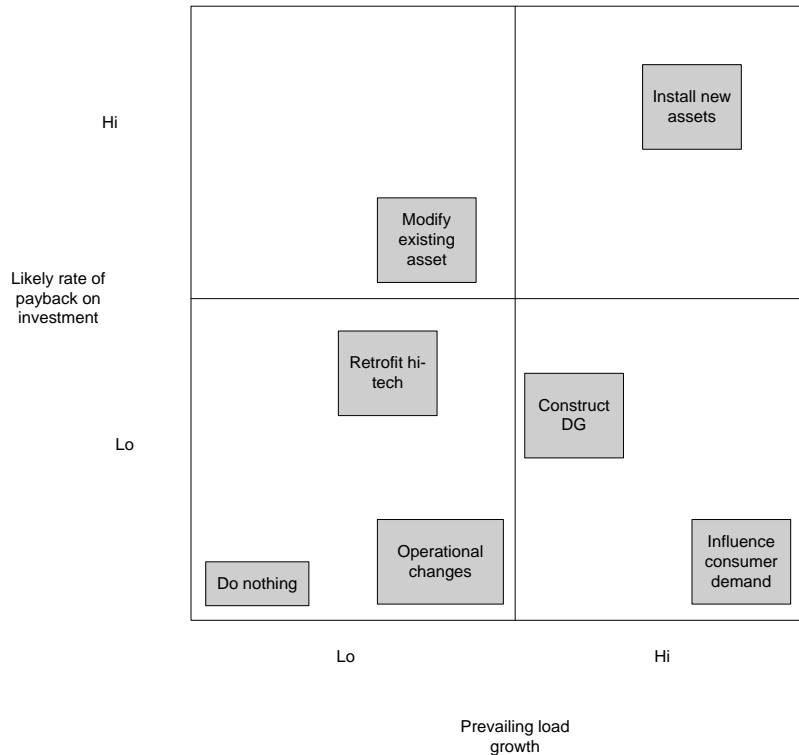 Install new
assets
Hi
Modify
existing
asset
Likely rate of
payback on
investment
Retrofit hi-
tech
Construct
DG
Lo
Operational
changes
Influence
consumer
demand
Do nothing
Lo
Hi
Prevailing load
growth